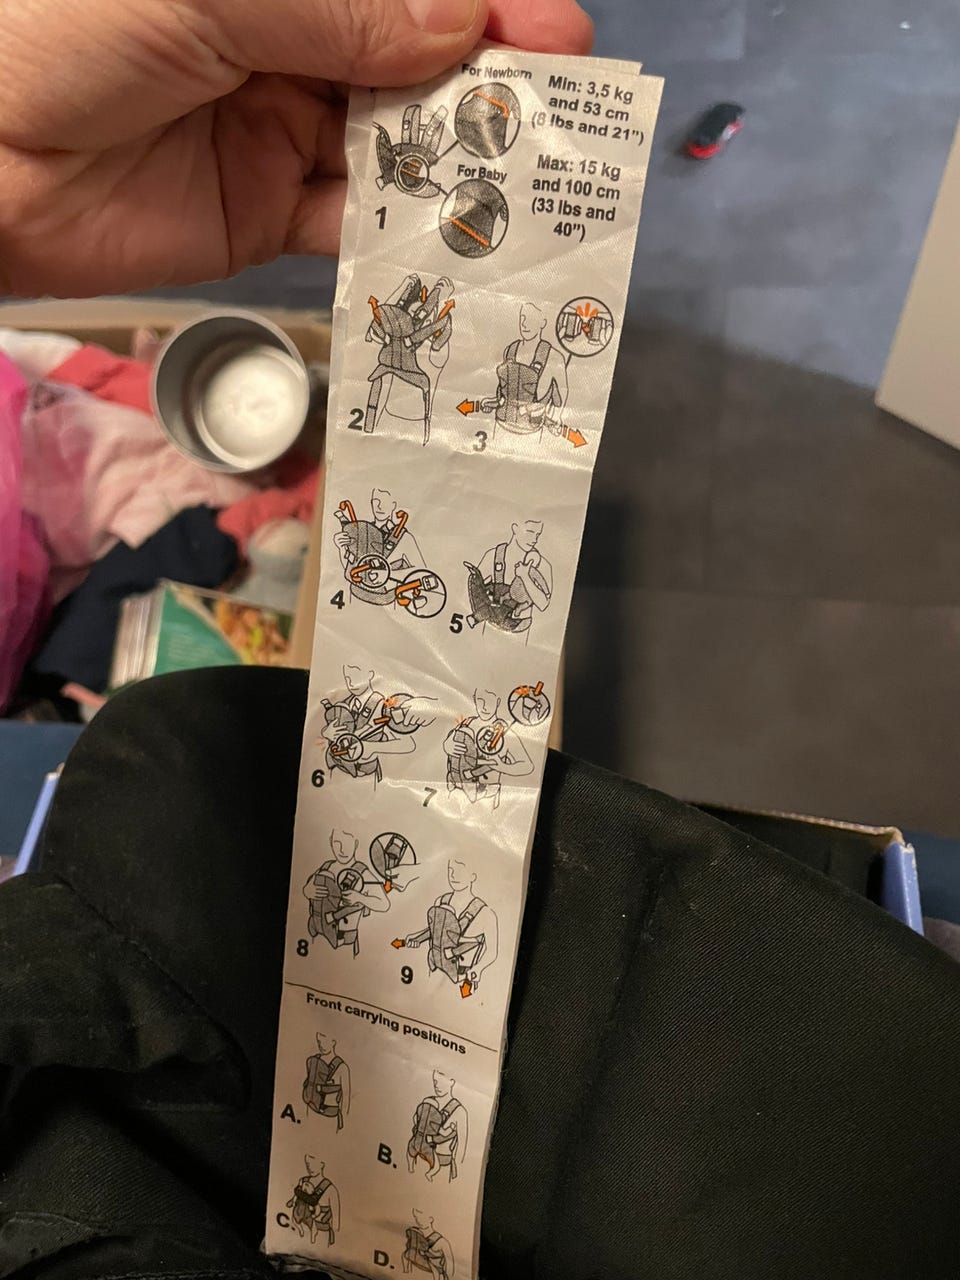 For Newborn
Min: 3,5 kg
and 53 cm
(8 lbs and 21")
For Baby
Max: 15 kg
and 100 cm
(33 lbs and
40")
1
2
3
4
5
6
7
8
9
Front carrying positions
A.
B.
C.
D.